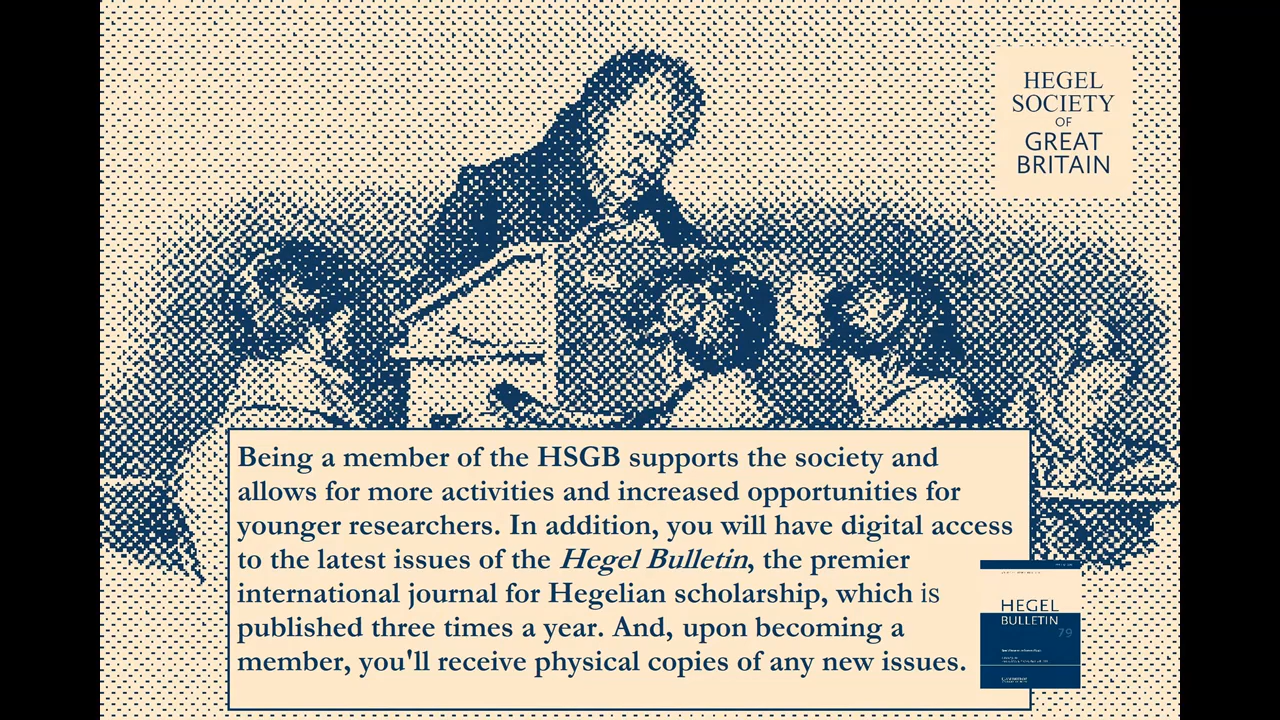 HEGEL
SOCIETY
OF
GREAT
BRITAIN
Being a member of the HSGB supports the society and
allows for more activities and increased opportunities for
younger researchers. In addition, you will have digital access
to the latest issues of the Hegel Bulletin, the premier
international journal for Hegelian scholarship, which is
published three times a year. And, upon becoming a
member, you'll receive physical copies of any new issues.
HEGEL
BULLETIN
79